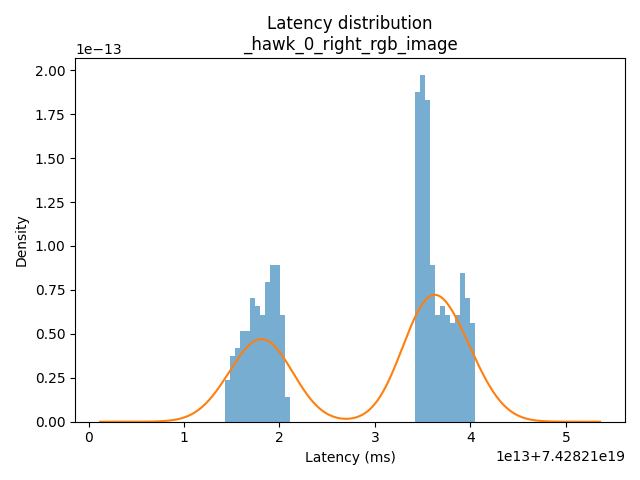 Latency distribution
_hawk_0_right_rgb_image
1e−13
2.00
1.75
1.50
1.25
1.00
0.75
0.50
0.25
0.00
Density
0 1 2 3 4 5
Latency (ms)
1e13+7.42821e19